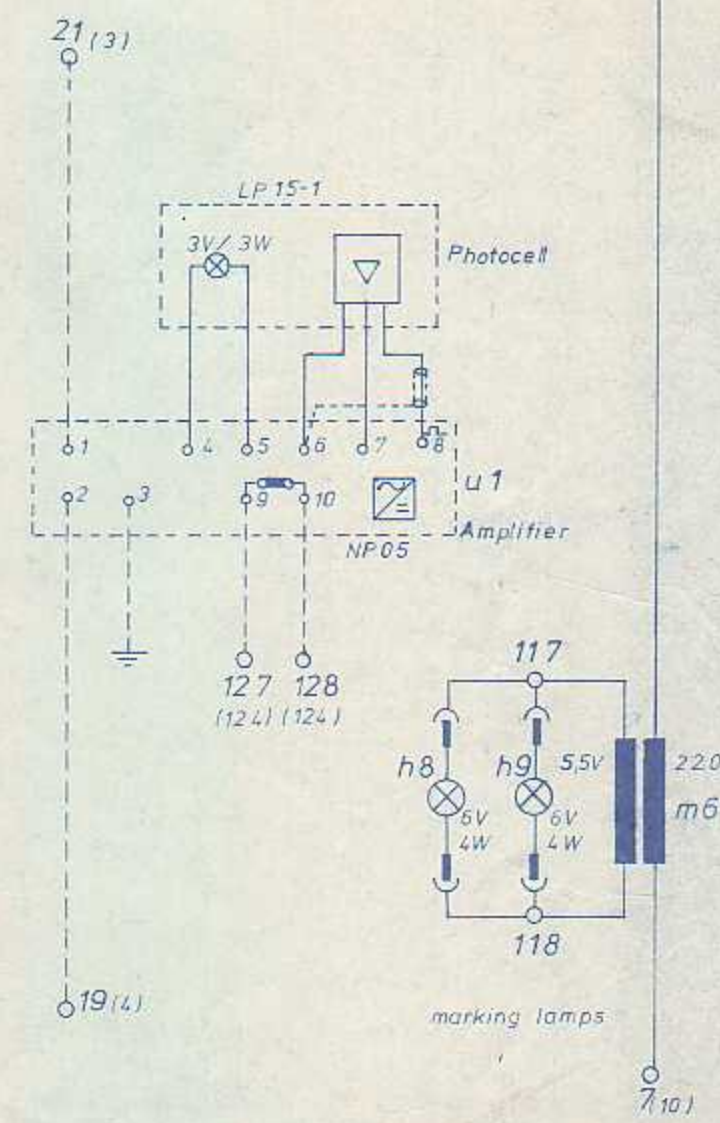 21 (3)
LP 15-1
3V/ 3W
Photocell
1
4
5
6
7
8
2
3
9
10
u1
Amplifier
NP05
127
128
(124) (124)
117
h8
h9
5,5V
220
6V
4W
6V
4W
m6
118
19(4)
marking lamps
7(10)